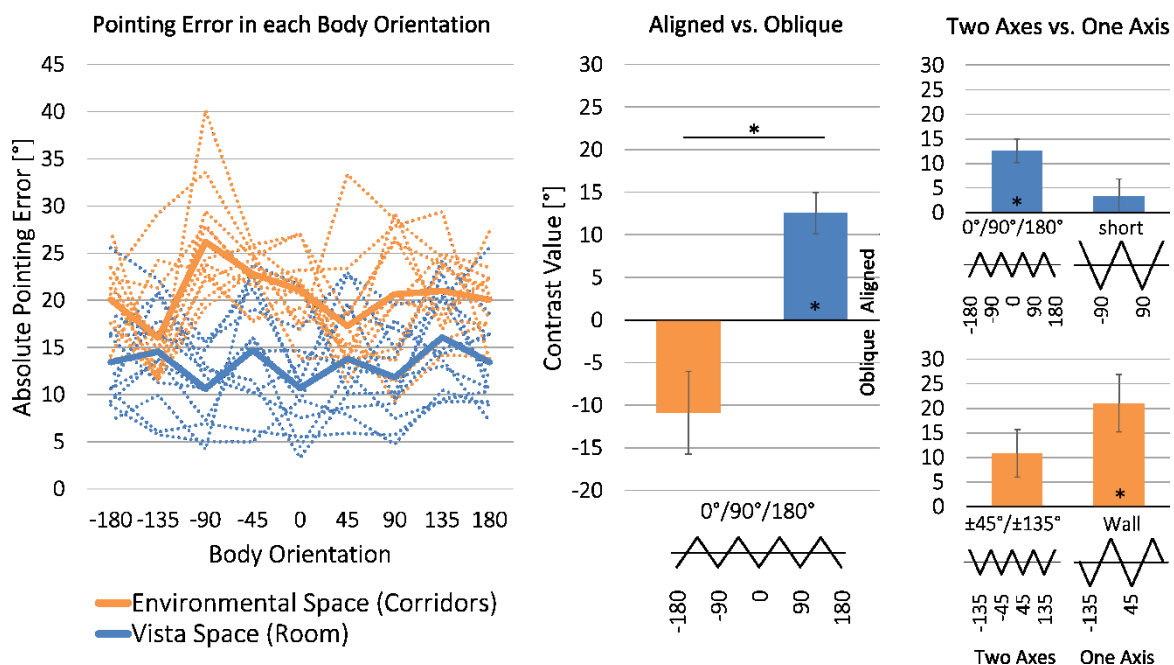 Pointing Error in each Body Orientation
45
40
35
30
25
20
15
10
5
0
Absolute Pointing Error [°]
-180 -135 -90 -45 0 45 90 135 180
Body Orientation
Environmental Space (Corridors)
Vista Space (Room)
Aligned vs. Oblique
30
25
20
15
10
5
0
-5
-10
-15
-20
Contrast Value [°]
*
*
Oblique Aligned
0°/90°/180°
-180 -90 0 90 180
Two Axes vs. One Axis
30
25
20
15
10
5
0
*
0°/90°/180° short
-180 -90 0 90 180 -90 90
30
25
20
15
10
5
0
*
±45°/±135° Wall
-135 -45 45 135 -135 45
Two Axes One Axis